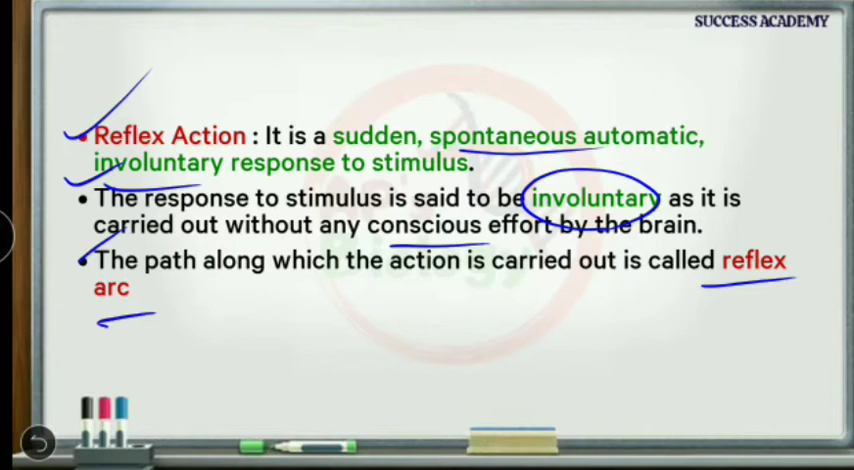 SUCCESS ACADEMY
• Reflex Action : It is a sudden, spontaneous automatic,
involuntary response to stimulus.
• The response to stimulus is said to be involuntary as it is
carried out without any conscious effort by the brain.
• The path along which the action is carried out is called reflex
arc
Biology